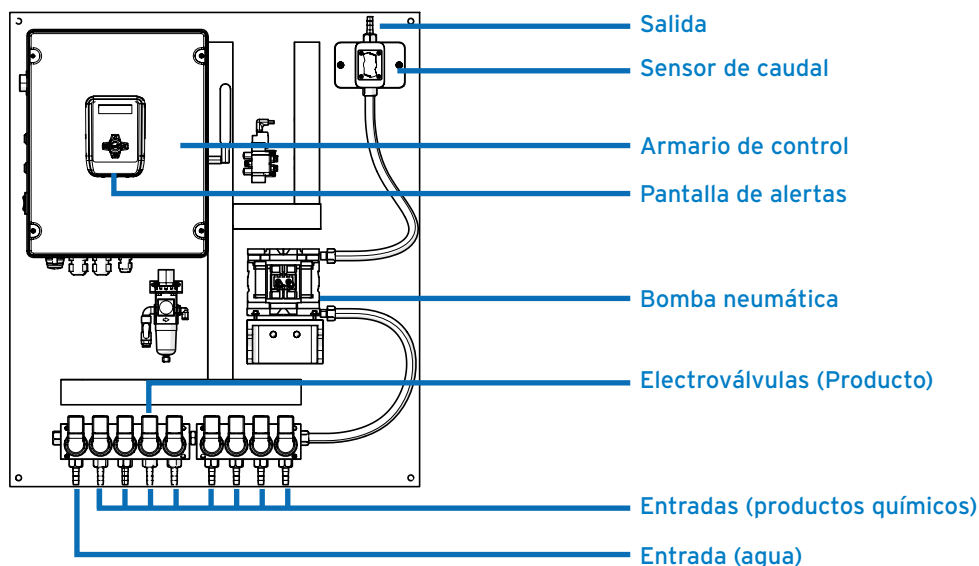 Salida
Sensor de caudal
Armario de control
Pantalla de alertas
Bomba neumática
Electroválvulas (Producto)
Entradas (productos químicos)
Entrada (agua)